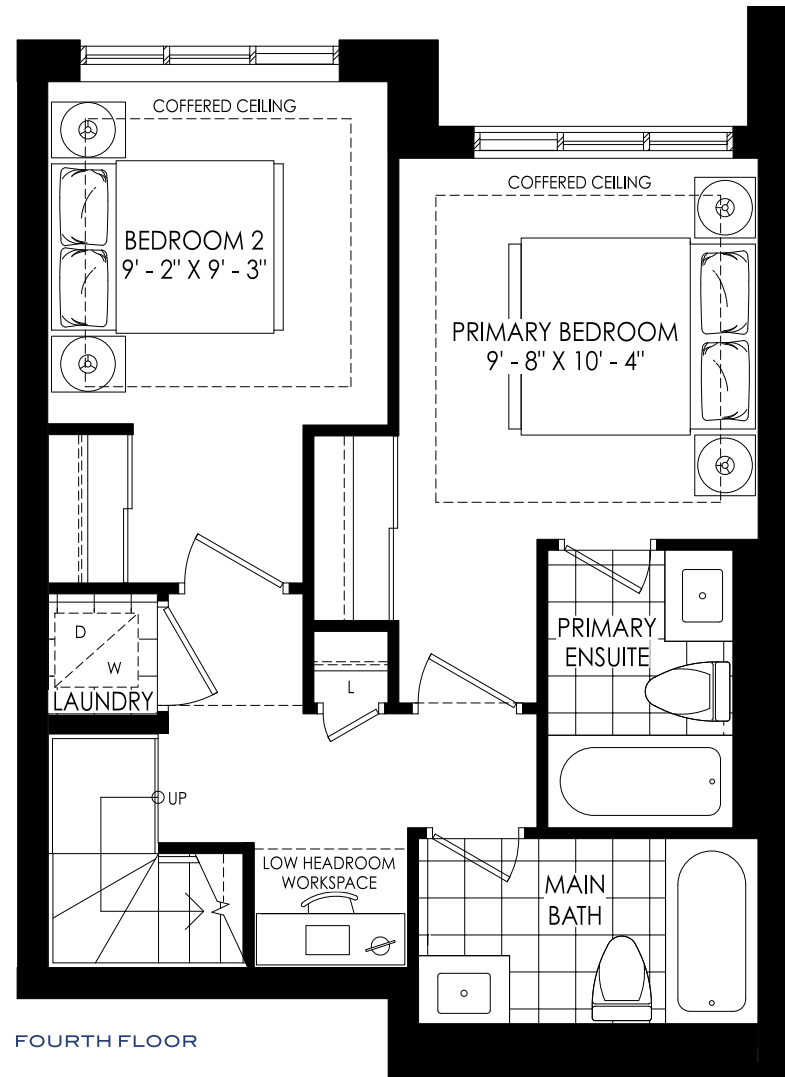 COFFERED CEILING
BEDROOM 2
9' - 2" X 9' - 3"
COFFERED CEILING
PRIMARY BEDROOM
9' - 8" X 10' - 4"
D
W
LAUNDRY
L
PRIMARY
ENSUITE
UP
LOW HEADROOM
WORKSPACE
MAIN
BATH
FOURTH FLOOR